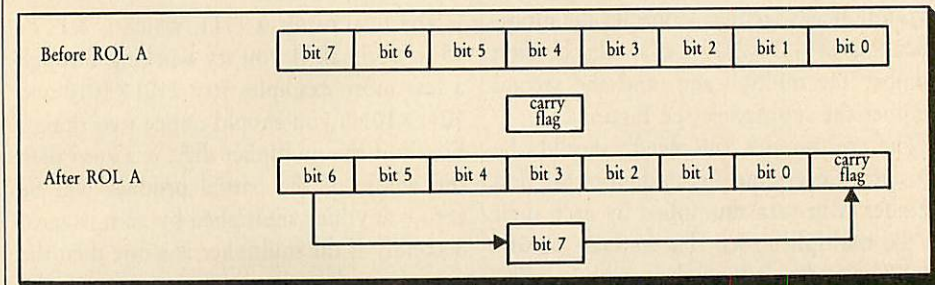 Before ROL A bit 7 bit 6 bit 5 bit 4 bit 3 bit 2 bit 1 bit 0
carry
flag
After ROL A bit 6 bit 5 bit 4 bit 3 bit 2 bit 1 bit 0 carry flag
bit 7